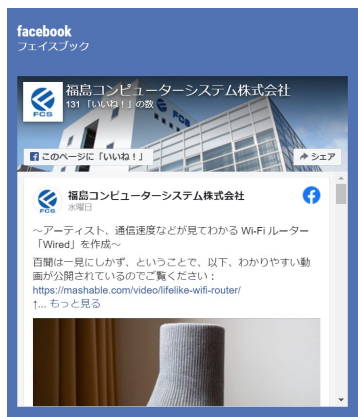 facebook
フェイスブック
福島コンピューターシステム株式会社
131「いいね！」の数
FCS
このページに「いいね！」
シェア
福島コンピューターシステム株式会社
水曜日
FCS
～アーティスト、通信速度などが見てわかる Wi-Fi ルーター
「Wired」を作成～
百聞は一見にしかず、ということで、以下、わかりやすい動
画が公開されているのでご覧ください：
https://mashable.com/video/lifelike-wifi-router/
↑... もっと見る